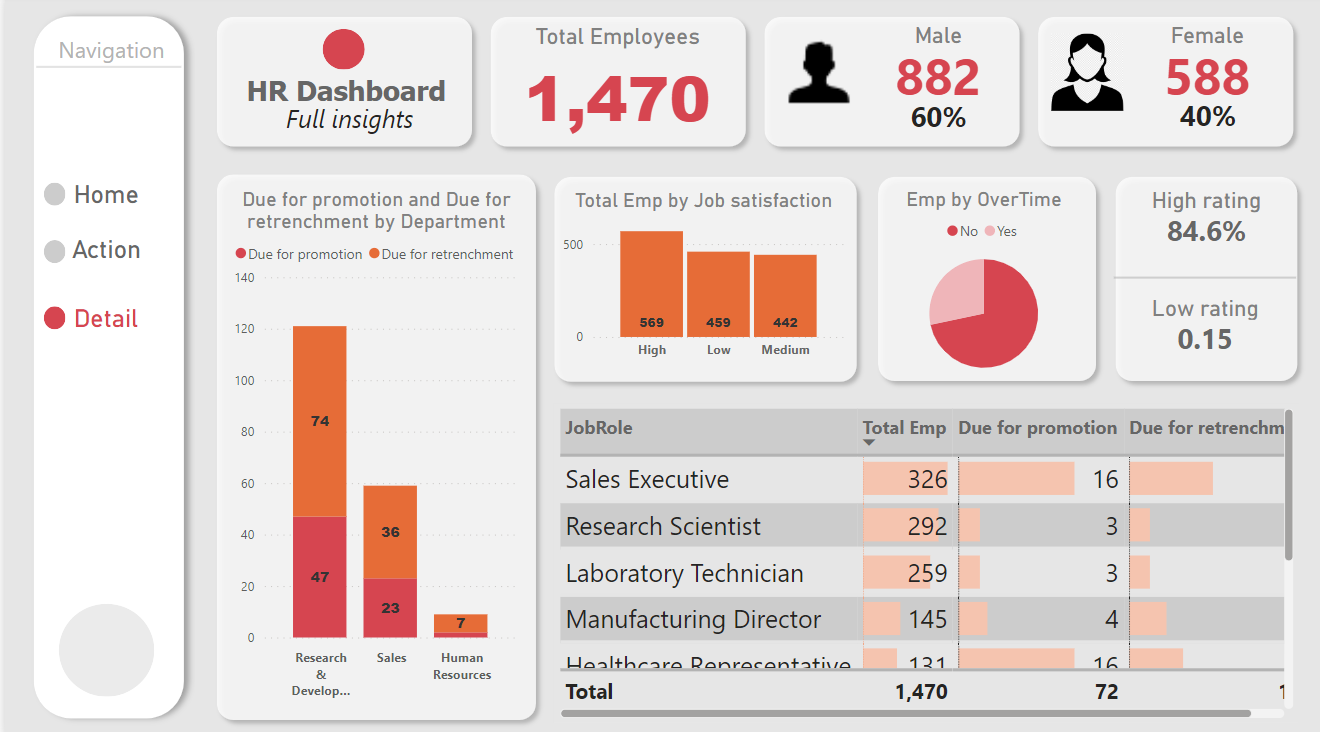 Navigation
Home
Action
Detail
HR Dashboard
Full insights
Total Employees
1,470
Male
882
60%
Female
588
40%
Due for promotion and Due for
retrenchment by Department
Due for promotion Due for retrenchment
140
120
100
80
60
40
20
0
74
47
36
23
7
Research
&
Develop...
Sales
Human
Resources
Total Emp by Job satisfaction
500
0
569 459 442
High Low Medium
Emp by OverTime
No Yes
High rating
84.6%
Low rating
0.15
JobRole Total Emp Due for promotion Due for retrenchm
Sales Executive 326 16
Research Scientist 292 3
Laboratory Technician 259 3
Manufacturing Director 145 4
Healthcare Representative 131 16
Total 1,470 72